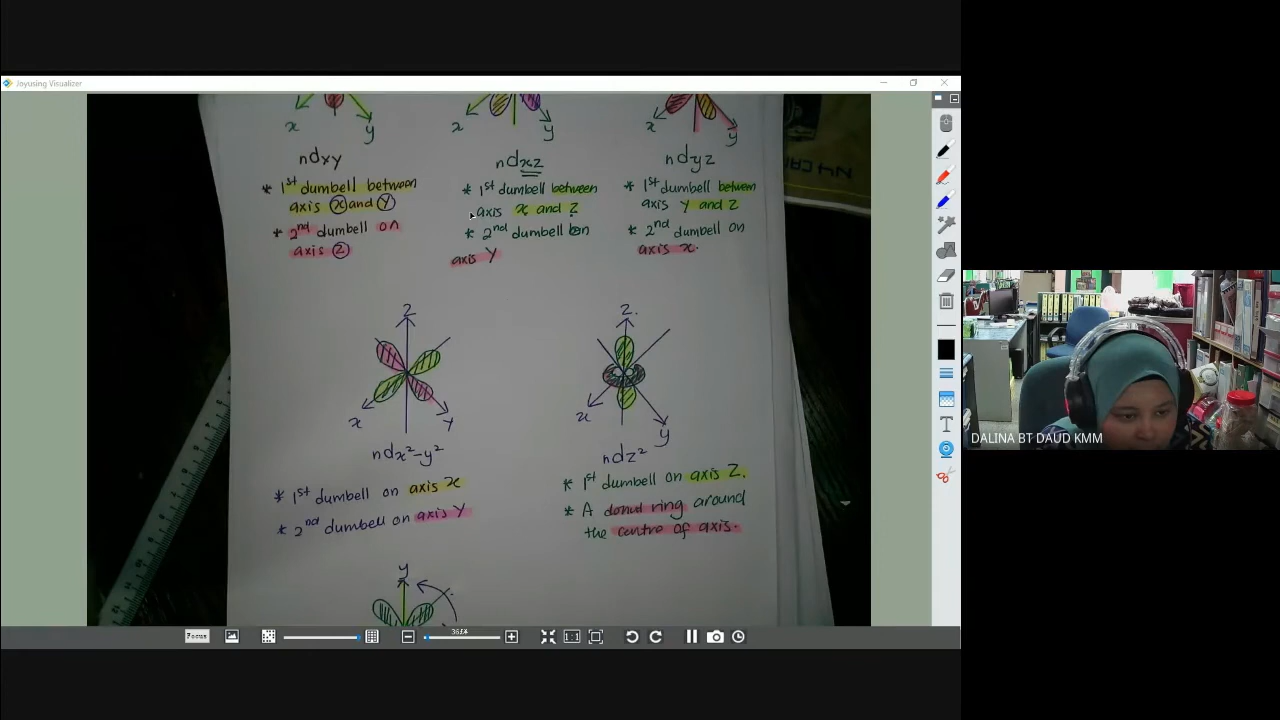 Joyusing Visualizer
x y
x y
x y
ndxy
* 1st dumbell between
axis x and y
* 2nd dumbell on
axis z
ndxz
* 1st dumbell between
axis x and z
* 2nd dumbell on
axis y
ndyz
* 1st dumbell between
axis y and z
* 2nd dumbell on
axis x.
z
x y
ndx²-y²
* 1st dumbell on axis x
* 2nd dumbell on axis y
z.
x
y
ndz²
* 1st dumbell on axis z.
* A donut ring around
the centre of axis.
y
Focus
1:1
T
DALINA BT DAUD KMM